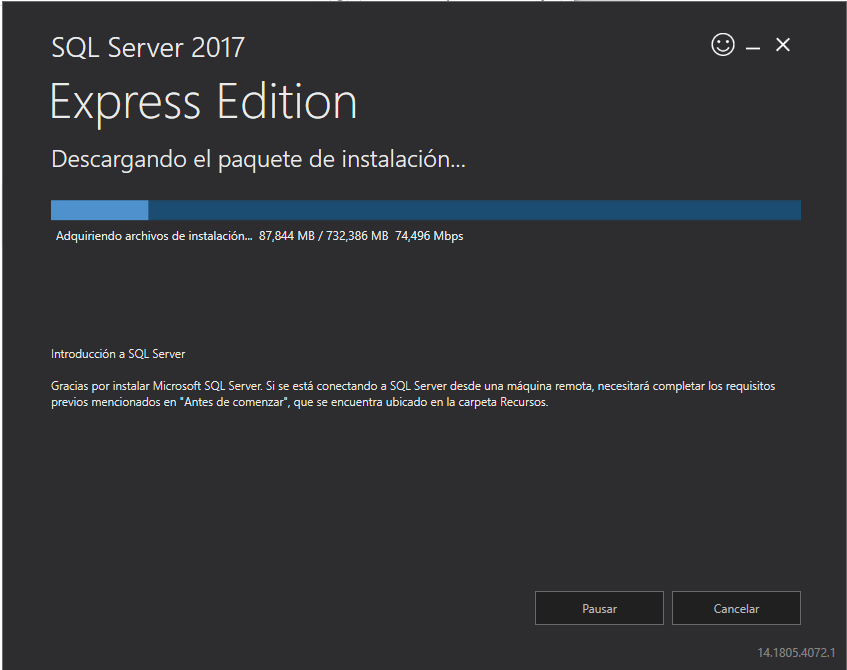 SQL Server 2017
Express Edition
Descargando el paquete de instalación...
Adquiriendo archivos de instalación... 87,844 MB / 732,386 MB 74,496 Mbps
Introducción a SQL Server
Gracias por instalar Microsoft SQL Server. Si se está conectando a SQL Server desde una máquina remota, necesitará completar los requisitos
previos mencionados en "Antes de comenzar", que se encuentra ubicado en la carpeta Recursos.
Pausar
Cancelar
14.1805.4072.1